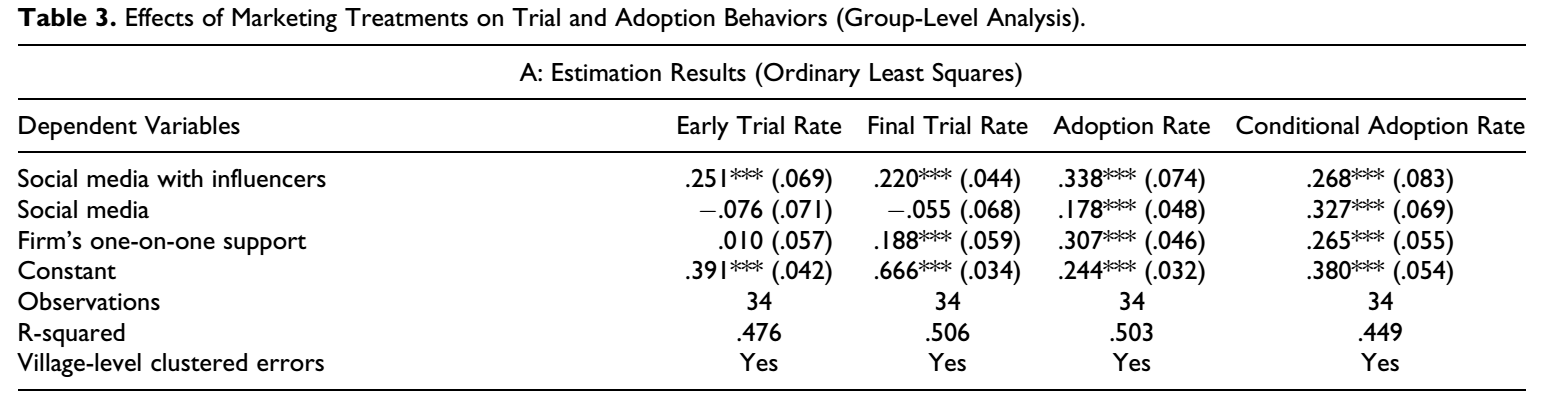 Table 3. Effects of Marketing Treatments on Trial and Adoption Behaviors (Group-Level Analysis).
A: Estimation Results (Ordinary Least Squares)
Dependent Variables Early Trial Rate Final Trial Rate Adoption Rate Conditional Adoption Rate
Social media with influencers .251*** (.069) .220*** (.044) .338*** (.074) .268*** (.083)
Social media −.076 (.071) −.055 (.068) .178*** (.048) .327*** (.069)
Firm's one-on-one support .010 (.057) .188*** (.059) .307*** (.046) .265*** (.055)
Constant .391*** (.042) .666*** (.034) .244*** (.032) .380*** (.054)
Observations 34 34 34 34
R-squared .476 .506 .503 .449
Village-level clustered errors Yes Yes Yes Yes